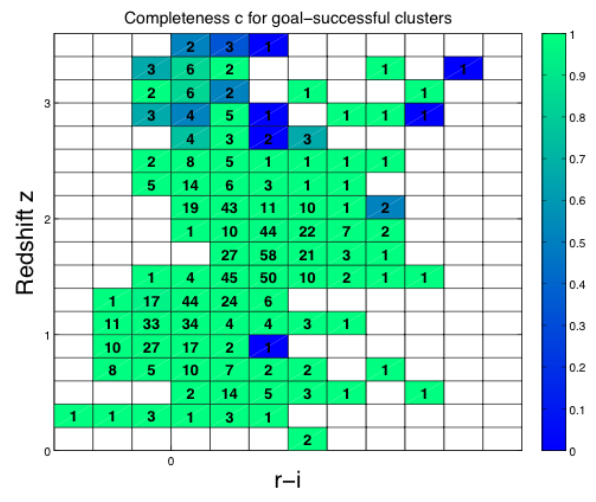 Completeness c for goal-successful clusters
2 3 1
3 6 2 1 1
2 6 2 1 1
3 4 5 1 1 1 1
4 3 2 3
2 8 5 1 1 1 1
5 14 6 3 1 1
19 43 11 10 1 2
1 10 44 22 7 2
27 58 21 3 1
1 4 45 50 10 2 1 1
1 17 44 24 6
11 33 34 4 4 3 1
10 27 17 2 1
8 5 10 7 2 2 1
2 14 5 3 1 1
1 1 3 1 3 1
2
3
2
1
0
Redshift z
0
r-i
1
0.9
0.8
0.7
0.6
0.5
0.4
0.3
0.2
0.1
0